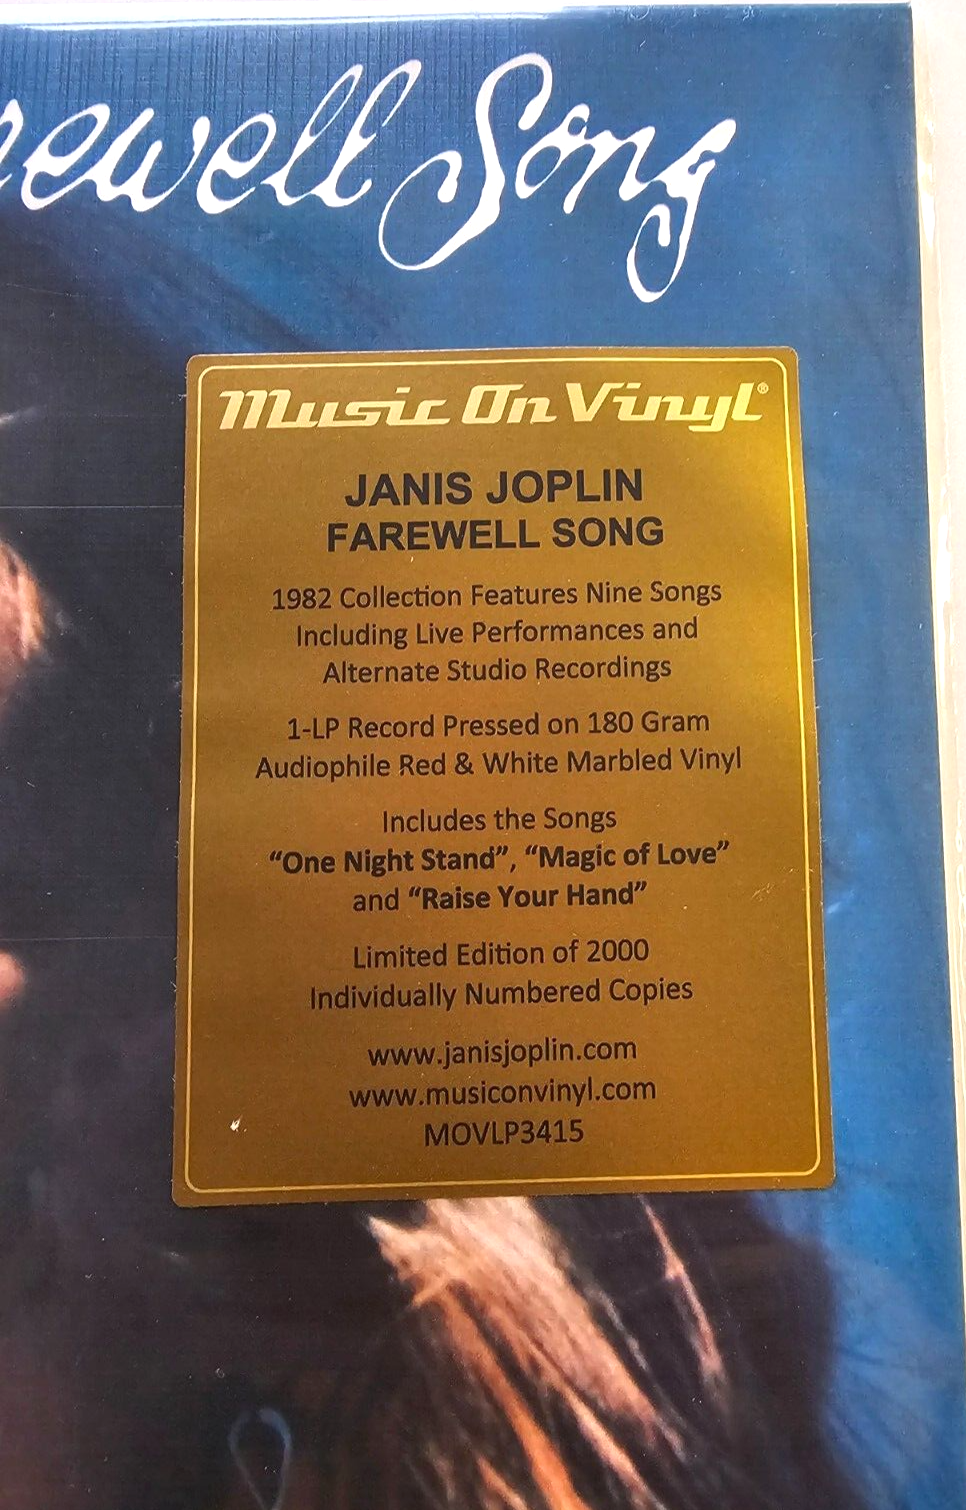 rewell Song
Music On Vinyl®
JANIS JOPLIN
FAREWELL SONG
1982 Collection Features Nine Songs
Including Live Performances and
Alternate Studio Recordings
1-LP Record Pressed on 180 Gram
Audiophile Red & White Marbled Vinyl
Includes the Songs
“One Night Stand”, “Magic of Love”
and “Raise Your Hand”
Limited Edition of 2000
Individually Numbered Copies
www.janisjoplin.com
www.musiconvinyl.com
MOVLP3415